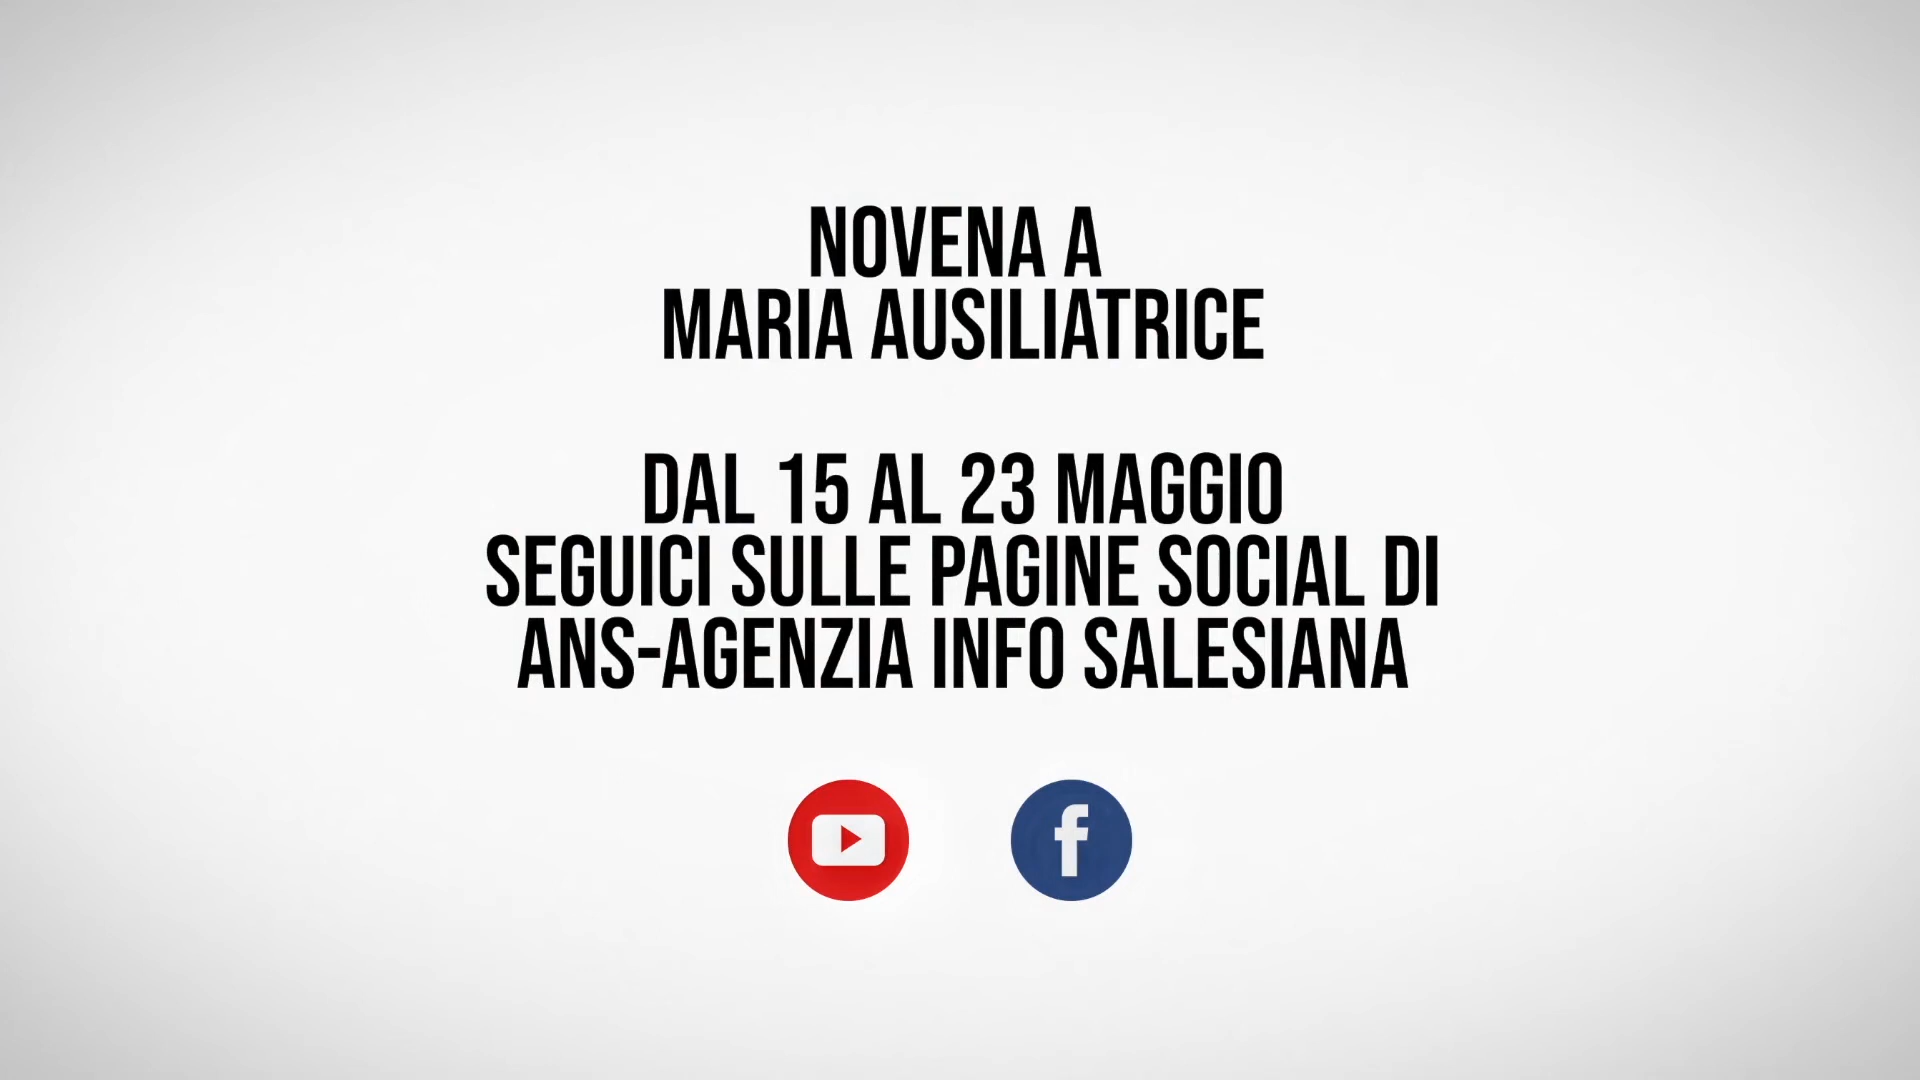 NOVENA A
MARIA AUSILIATRICE
DAL 15 AL 23 MAGGIO
SEGUICI SULLE PAGINE SOCIAL DI
ANS-AGENZIA INFO SALESIANA